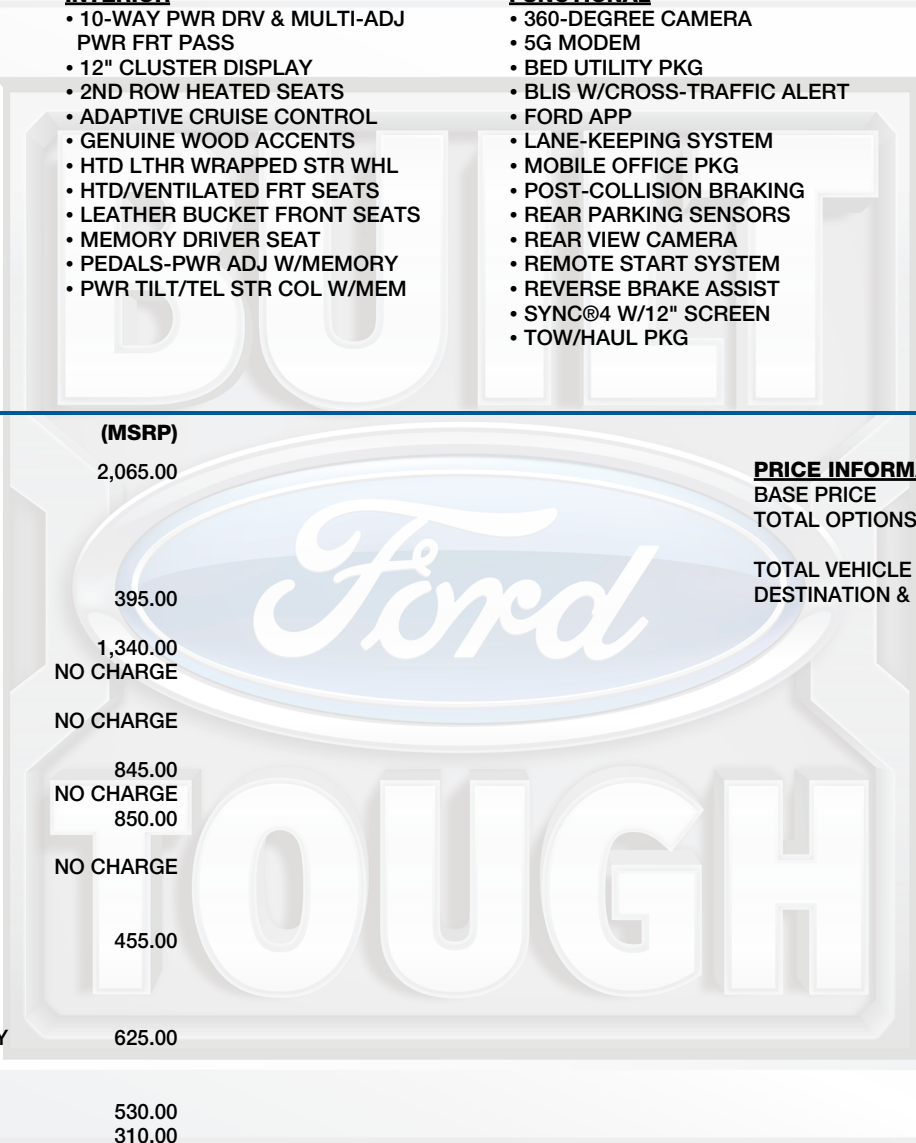 INTERIOR
• 10-WAY PWR DRV & MULTI-ADJ
PWR FRT PASS
• 12" CLUSTER DISPLAY
• 2ND ROW HEATED SEATS
• ADAPTIVE CRUISE CONTROL
• GENUINE WOOD ACCENTS
• HTD LTHR WRAPPED STR WHL
• HTD/VENTILATED FRT SEATS
• LEATHER BUCKET FRONT SEATS
• MEMORY DRIVER SEAT
• PEDALS-PWR ADJ W/MEMORY
• PWR TILT/TEL STR COL W/MEM
FUNCTIONAL
• 360-DEGREE CAMERA
• 5G MODEM
• BED UTILITY PKG
• BLIS W/CROSS-TRAFFIC ALERT
• FORD APP
• LANE-KEEPING SYSTEM
• MOBILE OFFICE PKG
• POST-COLLISION BRAKING
• REAR PARKING SENSORS
• REAR VIEW CAMERA
• REMOTE START SYSTEM
• REVERSE BRAKE ASSIST
• SYNC®4 W/12" SCREEN
• TOW/HAUL PKG
BUILT
Ford
TOUGH
(MSRP)
2,065.00
395.00
1,340.00
NO CHARGE
NO CHARGE
845.00
NO CHARGE
850.00
NO CHARGE
455.00
Y 625.00
530.00
310.00
PRICE INFORM
BASE PRICE
TOTAL OPTIONS
TOTAL VEHICLE
DESTINATION &